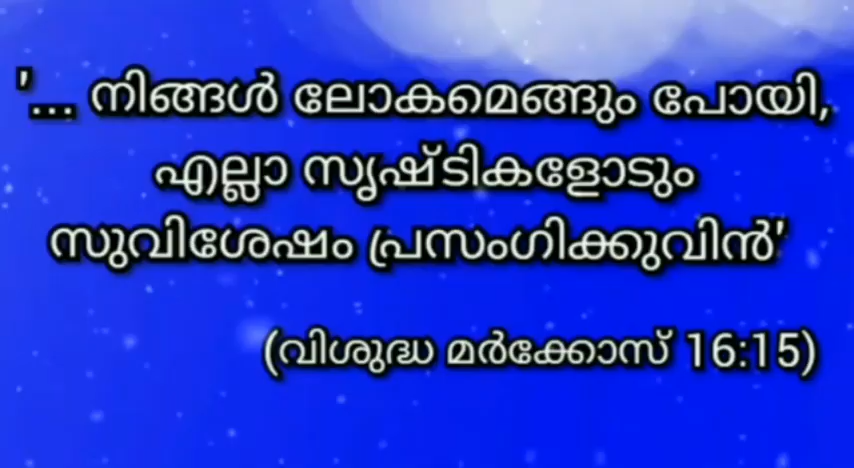 '... നിങ്ങൾ ലോകമെങ്ങും പോയി,
എല്ലാ സൃഷ്ടികളോടും
സുവിശേഷം പ്രസംഗിക്കുവിൻ'
(വിശുദ്ധ മർക്കോസ് 16:15)